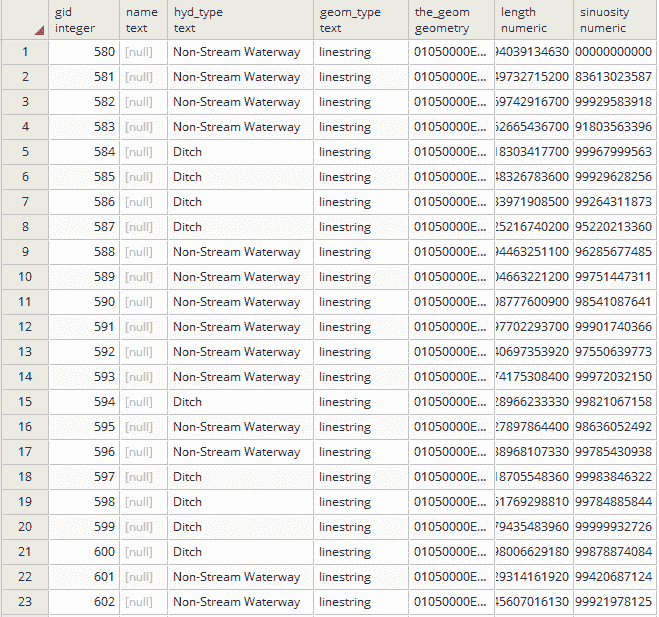 gid name hyd_type geom_type the_geom length sinuosity
integer text text text geometry numeric numeric
1 580 [null] Non-Stream Waterway linestring 01050000E... 94039134630 00000000000
2 581 [null] Non-Stream Waterway linestring 01050000E... 49732715200 83613023587
3 582 [null] Non-Stream Waterway linestring 01050000E... 69742916700 99929583918
4 583 [null] Non-Stream Waterway linestring 01050000E... 52665436700 91803563396
5 584 [null] Ditch linestring 01050000E... 18303417700 99967999563
6 585 [null] Ditch linestring 01050000E... 48326783600 99929628256
7 586 [null] Ditch linestring 01050000E... 33971908500 99264311873
8 587 [null] Ditch linestring 01050000E... 25216740200 95220213360
9 588 [null] Non-Stream Waterway linestring 01050000E... 94463251100 96285677485
10 589 [null] Non-Stream Waterway linestring 01050000E... 04663221200 99751447311
11 590 [null] Non-Stream Waterway linestring 01050000E... 08777600900 98541087641
12 591 [null] Non-Stream Waterway linestring 01050000E... 97702293700 99901740366
13 592 [null] Non-Stream Waterway linestring 01050000E... 40697353920 97550639773
14 593 [null] Non-Stream Waterway linestring 01050000E... 74175308400 99972032150
15 594 [null] Ditch linestring 01050000E... 28966233330 99821067158
16 595 [null] Non-Stream Waterway linestring 01050000E... 27897864400 98636052492
17 596 [null] Non-Stream Waterway linestring 01050000E... 38968107330 99785430938
18 597 [null] Ditch linestring 01050000E... 18705548360 99983846322
19 598 [null] Ditch linestring 01050000E... 61769298810 99784885844
20 599 [null] Ditch linestring 01050000E... 79435483960 99999932726
21 600 [null] Ditch linestring 01050000E... 98006629180 99878874084
22 601 [null] Non-Stream Waterway linestring 01050000E... 29314161920 99420687124
23 602 [null] Non-Stream Waterway linestring 01050000E... 45607016130 99921978125